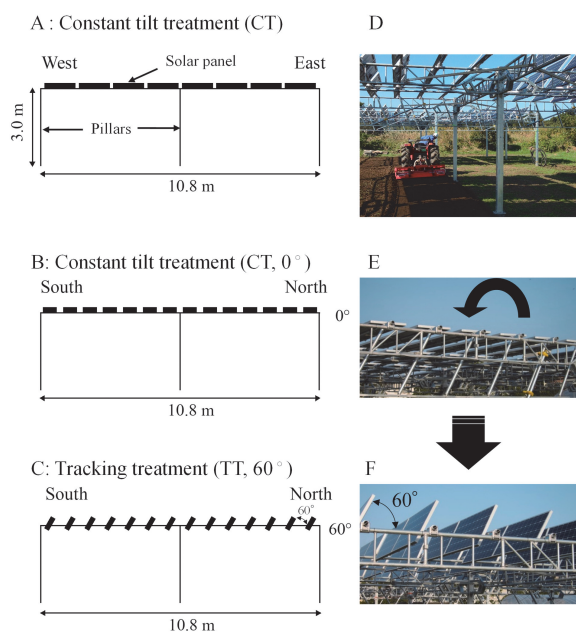 A : Constant tilt treatment (CT)
D
West
Solar panel
East
3.0 m
Pillars
10.8 m
B: Constant tilt treatment (CT, 0°)
E
South
North
0°
10.8 m
C: Tracking treatment (TT, 60°)
F
South
North
60°
60°
60°
10.8 m